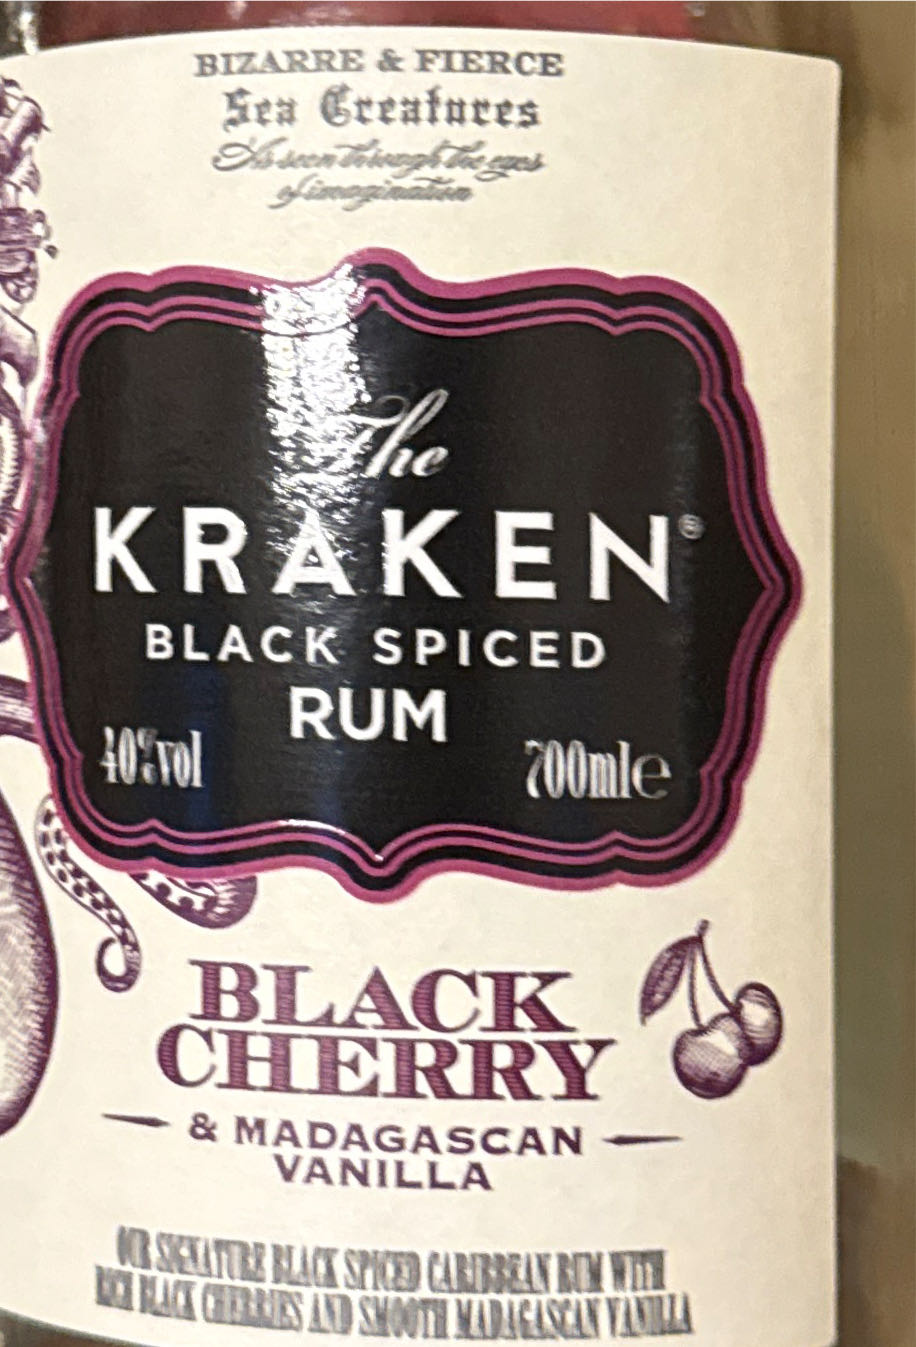 BIZARRE & FIERCE
Sea Creatures
As seen through the eyes
of imagination
The
KRAKEN®
BLACK SPICED
RUM
40%vol 700ml℮
BLACK
CHERRY
& MADAGASCAN
VANILLA
OUR SIGNATURE BLACK SPICED CARIBBEAN RUM WITH
RICH BLACK CHERRIES AND SMOOTH MADAGASCAN VANILLA